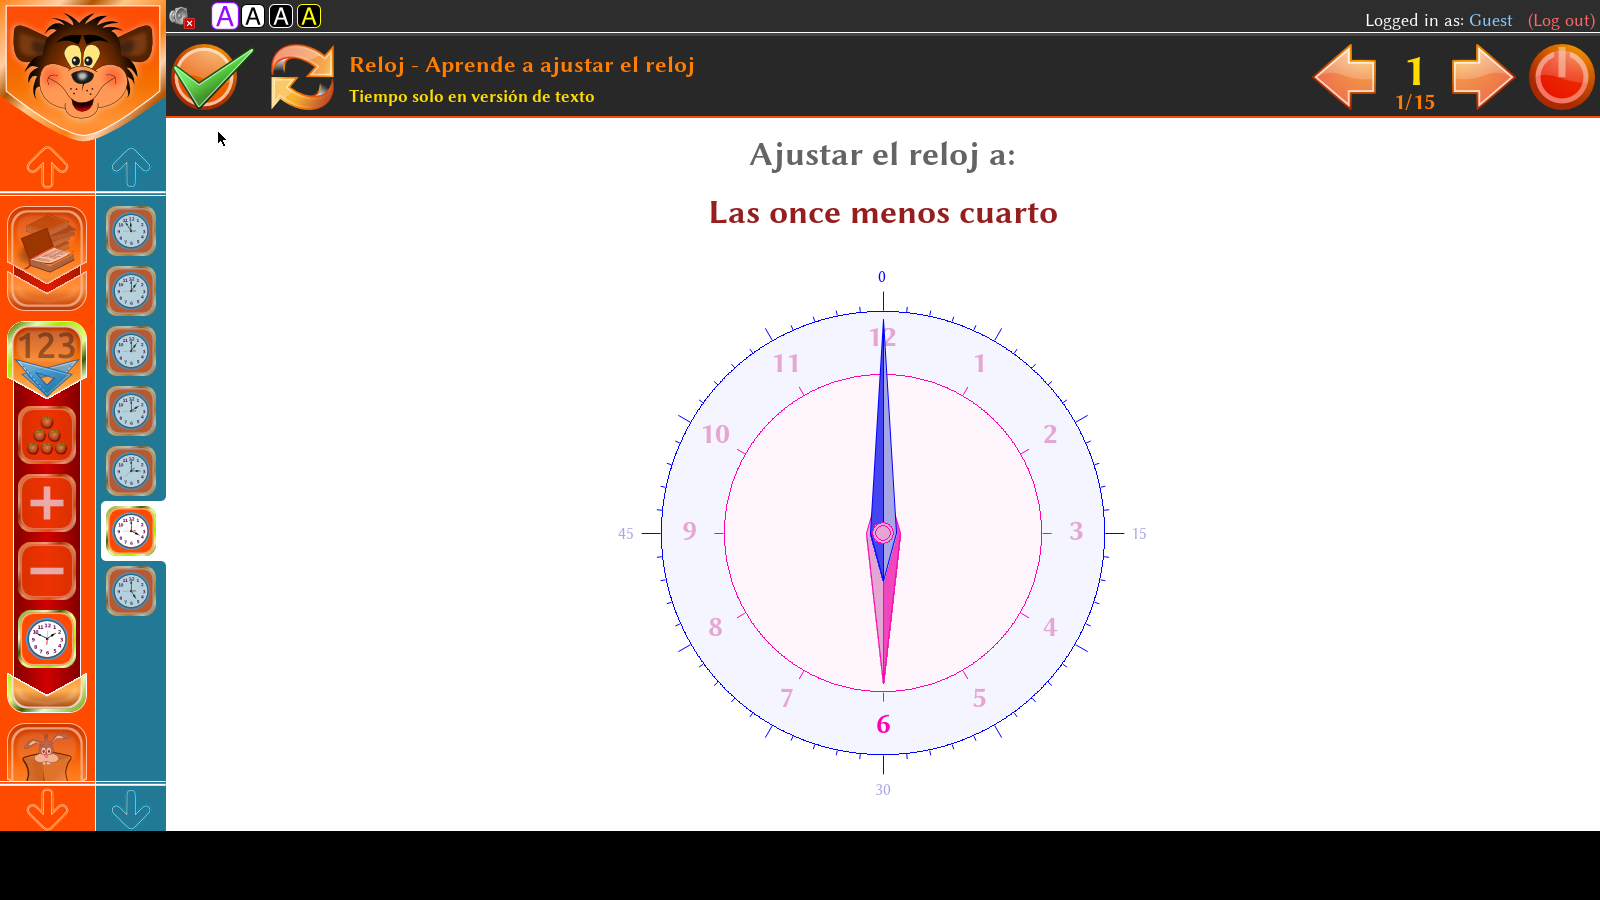 A A A A
Logged in as: Guest (Log out)
Reloj - Aprende a ajustar el reloj
Tiempo solo en versión de texto
1
1/15
123
Ajustar el reloj a:
Las once menos cuarto
0
12
11 1
10 2
45 9 3 15
8 4
7 5
6
30